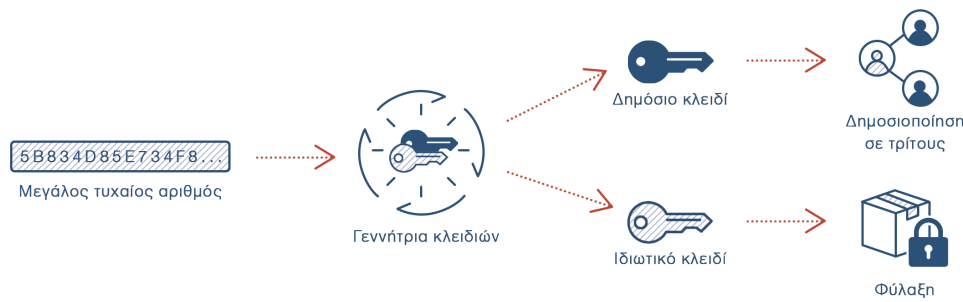 5B834D85E734F8...
Μεγάλος τυχαίος αριθμός
Γεννήτρια κλειδιών
Δημόσιο κλειδί
Δημοσιοποίηση
σε τρίτους
Ιδιωτικό κλειδί
Φύλαξη